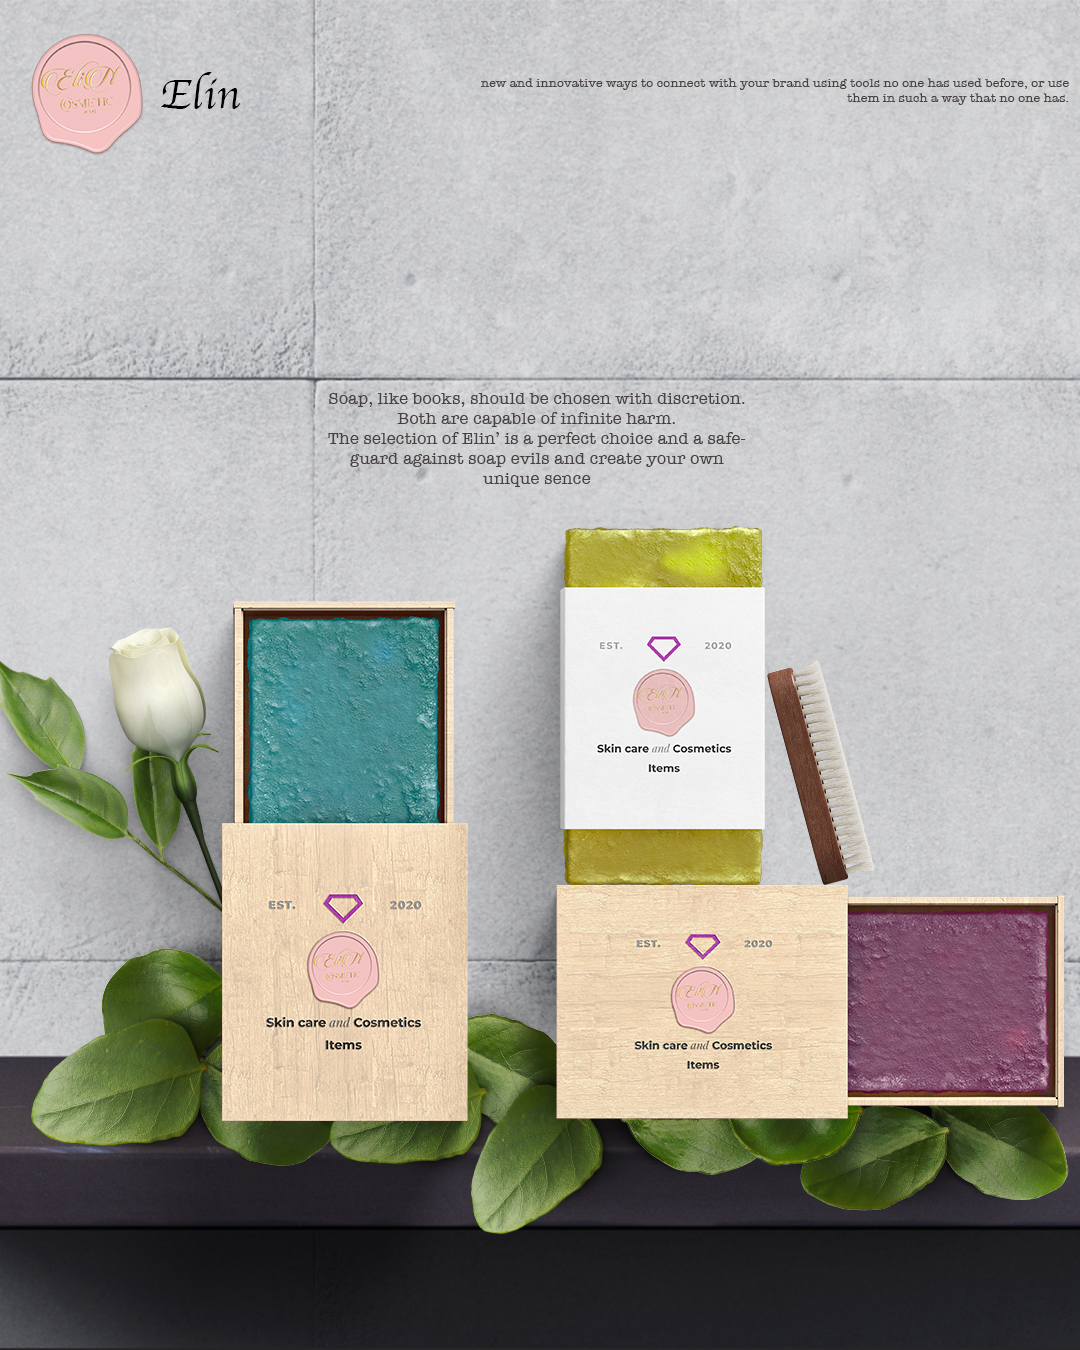 EliN
COSMETIC
Elin
new and innovative ways to connect with your brand using tools no one has used before, or use
them in such a way that no one has.
Soap, like books, should be chosen with discretion.
Both are capable of infinite harm.
The selection of Elin’ is a perfect choice and a safe-
guard against soap evils and create your own
unique sence
EST. 2020
EliN
COSMETIC
Skin care and Cosmetics
Items
EST. 2020
EliN
COSMETIC
Skin care and Cosmetics
Items
EST. 2020
EliN
COSMETIC
Skin care and Cosmetics
Items